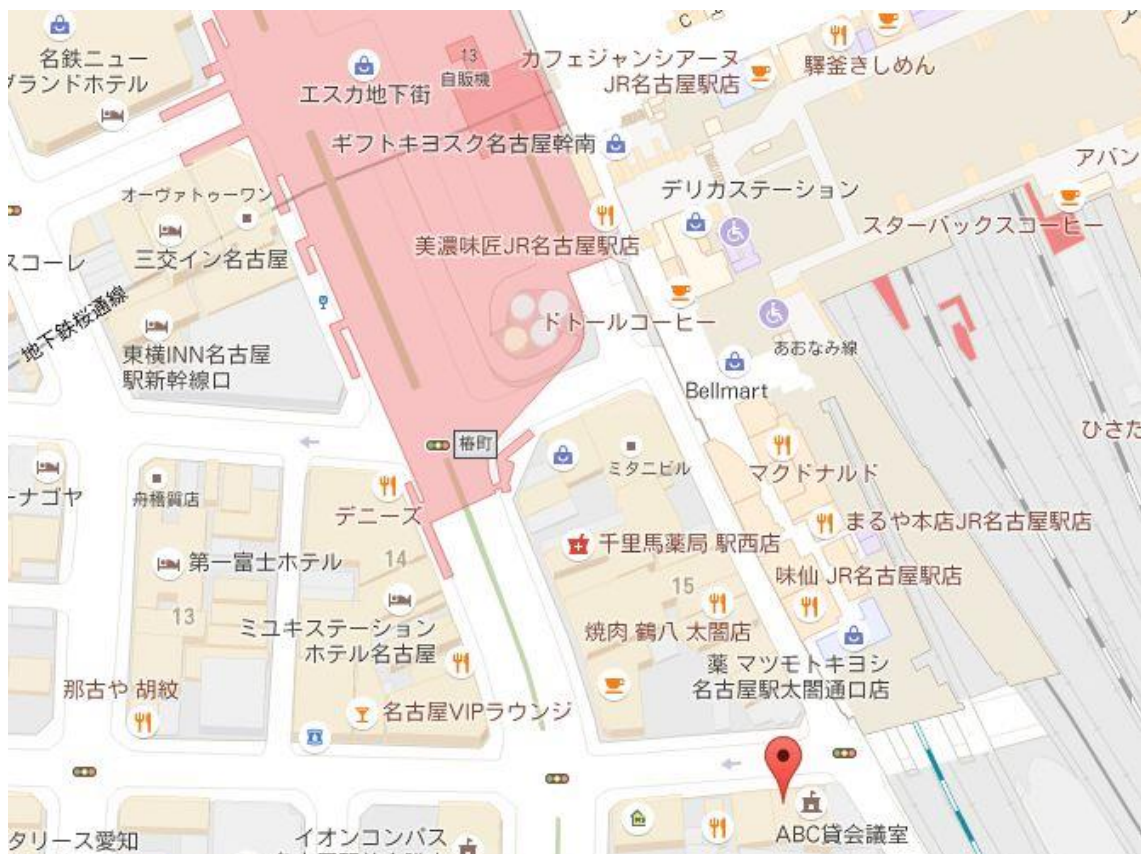 名鉄ニュー
グランドホテル
エスカ地下街
13
自販機
カフェジャンシアーヌ
JR名古屋駅店
驛釜きしめん
ギフトキヨスク名古屋幹南
アバン
オーヴァトゥーワン
三交イン名古屋
デリカステーション
スターバックスコーヒー
美濃味匠JR名古屋駅店
スコーレ
地下鉄桜通線
ドトールコーヒー
あおなみ線
東横INN名古屋
駅新幹線口
Bellmart
椿町
ミタニビル
マクドナルド
ひさだ
ーナゴヤ
舟橋質店
デニーズ
まるや本店JR名古屋駅店
千里馬薬局 駅西店
第一富士ホテル
14
味仙 JR名古屋駅店
15
13
ミユキステーション
ホテル名古屋
焼肉 鶴八 太閤店
薬 マツモトキヨシ
名古屋駅太閤通口店
那古や 胡紋
名古屋VIPラウンジ
タリース愛知
イオンコンパス
ABC貸会議室